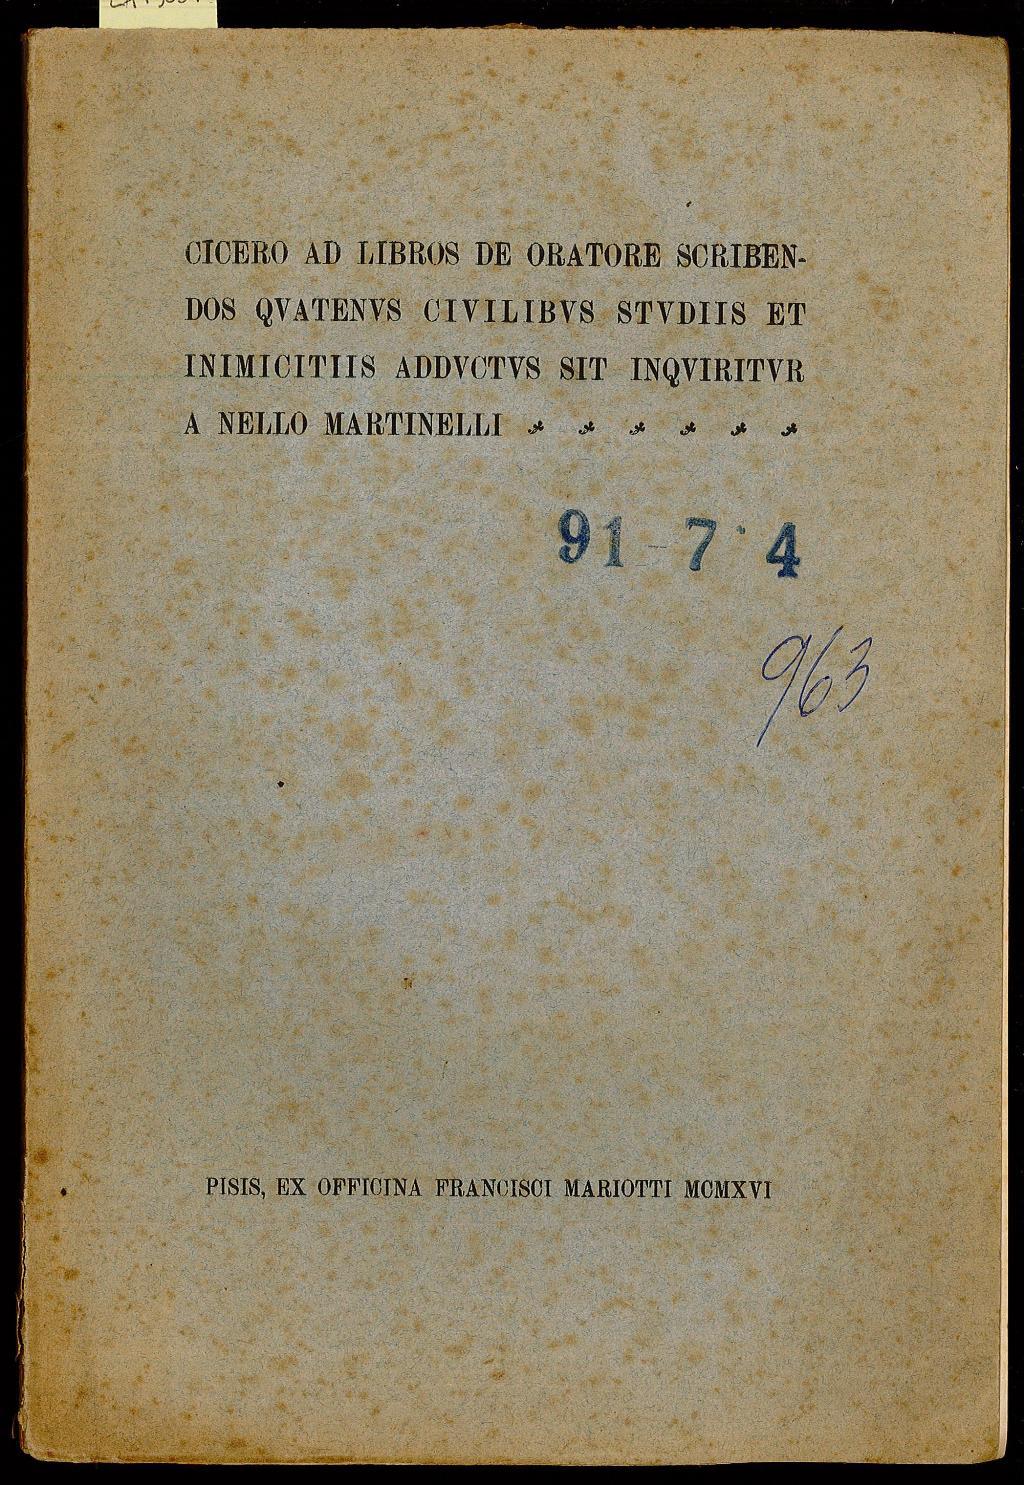 CICERO AD LIBROS DE ORATORE SCRIBEN-
DOS QVATENVS CIVILIBVS STVDIIS ET
INIMICITIIS ADDVCTVS SIT INQVIRITVR
A NELLO MARTINELLI
91-7·4
963
PISIS, EX OFFICINA FRANCISCI MARIOTTI MCMXVI